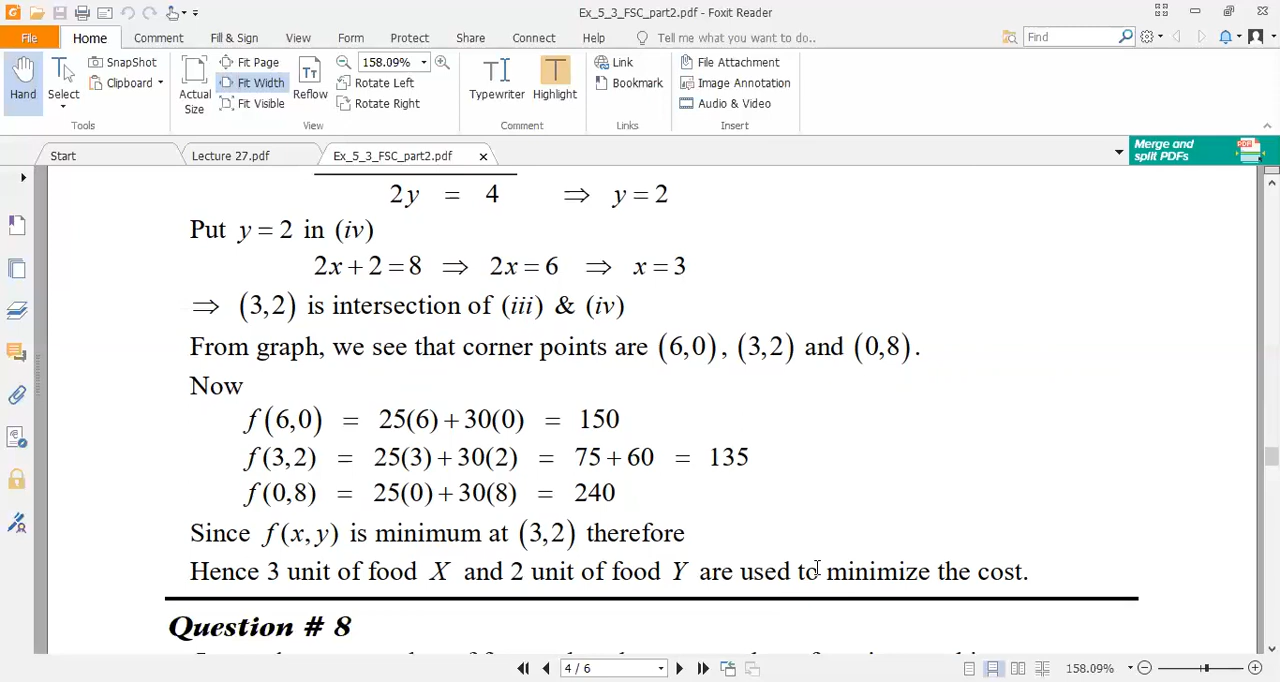 Ex_5_3_FSC_part2.pdf - Foxit Reader
File Home Comment Fill & Sign View Form Protect Share Connect Help Tell me what you want to do.. Find
Hand Select SnapShot Clipboard Actual Size Fit Page Fit Width Fit Visible Reflow 158.09% Rotate Left Rotate Right Typewriter Highlight Link Bookmark File Attachment Image Annotation Audio & Video
Tools View Comment Links Insert
Start Lecture 27.pdf Ex_5_3_FSC_part2.pdf Merge and split PDFs
2y = 4 ⇒ y = 2
Put y = 2 in (iv)
2x + 2 = 8 ⇒ 2x = 6 ⇒ x = 3
⇒ (3,2) is intersection of (iii) & (iv)
From graph, we see that corner points are (6,0), (3,2) and (0,8).
Now
f(6,0) = 25(6)+30(0) = 150
f(3,2) = 25(3)+30(2) = 75+60 = 135
f(0,8) = 25(0)+30(8) = 240
Since f(x,y) is minimum at (3,2) therefore
Hence 3 unit of food X and 2 unit of food Y are used to minimize the cost.
Question # 8
4 / 6 158.09%